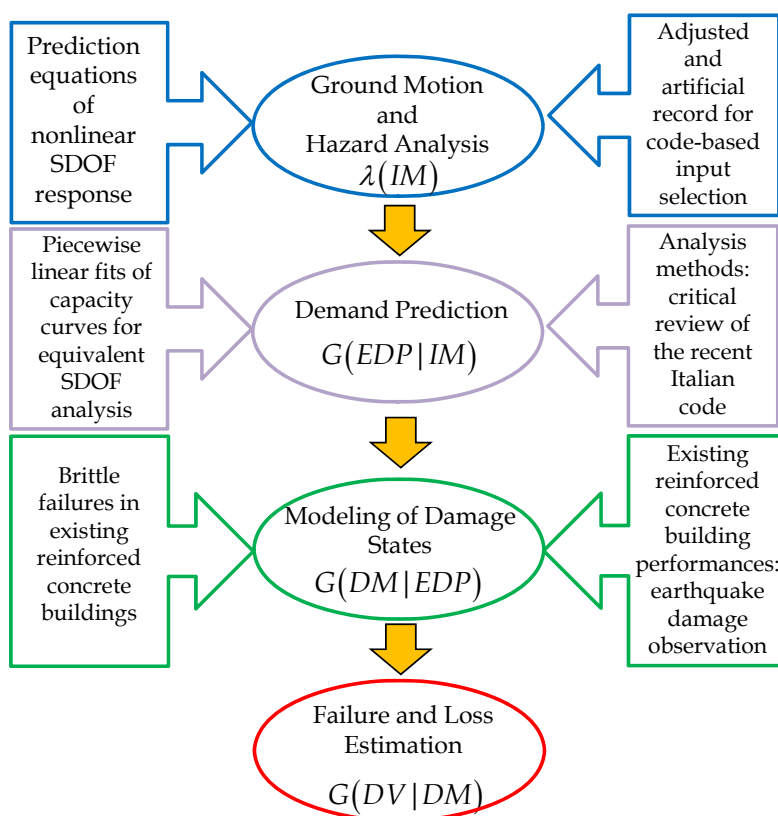 Prediction
equations
of
nonlinear
SDOF
response
Ground Motion
and
Hazard Analysis
λ(IM)
Adjusted
and
artificial
record for
code-based
input
selection
Piecewise
linear fits of
capacity
curves for
equivalent
SDOF
analysis
Demand Prediction
G(EDP|IM)
Analysis
methods:
critical
review of
the recent
Italian
code
Brittle
failures in
existing
reinforced
concrete
buildings
Modeling of Damage
States
G(DM|EDP)
Existing
reinforced
concrete
building
performances:
earthquake
damage
observation
Failure and Loss
Estimation
G(DV|DM)